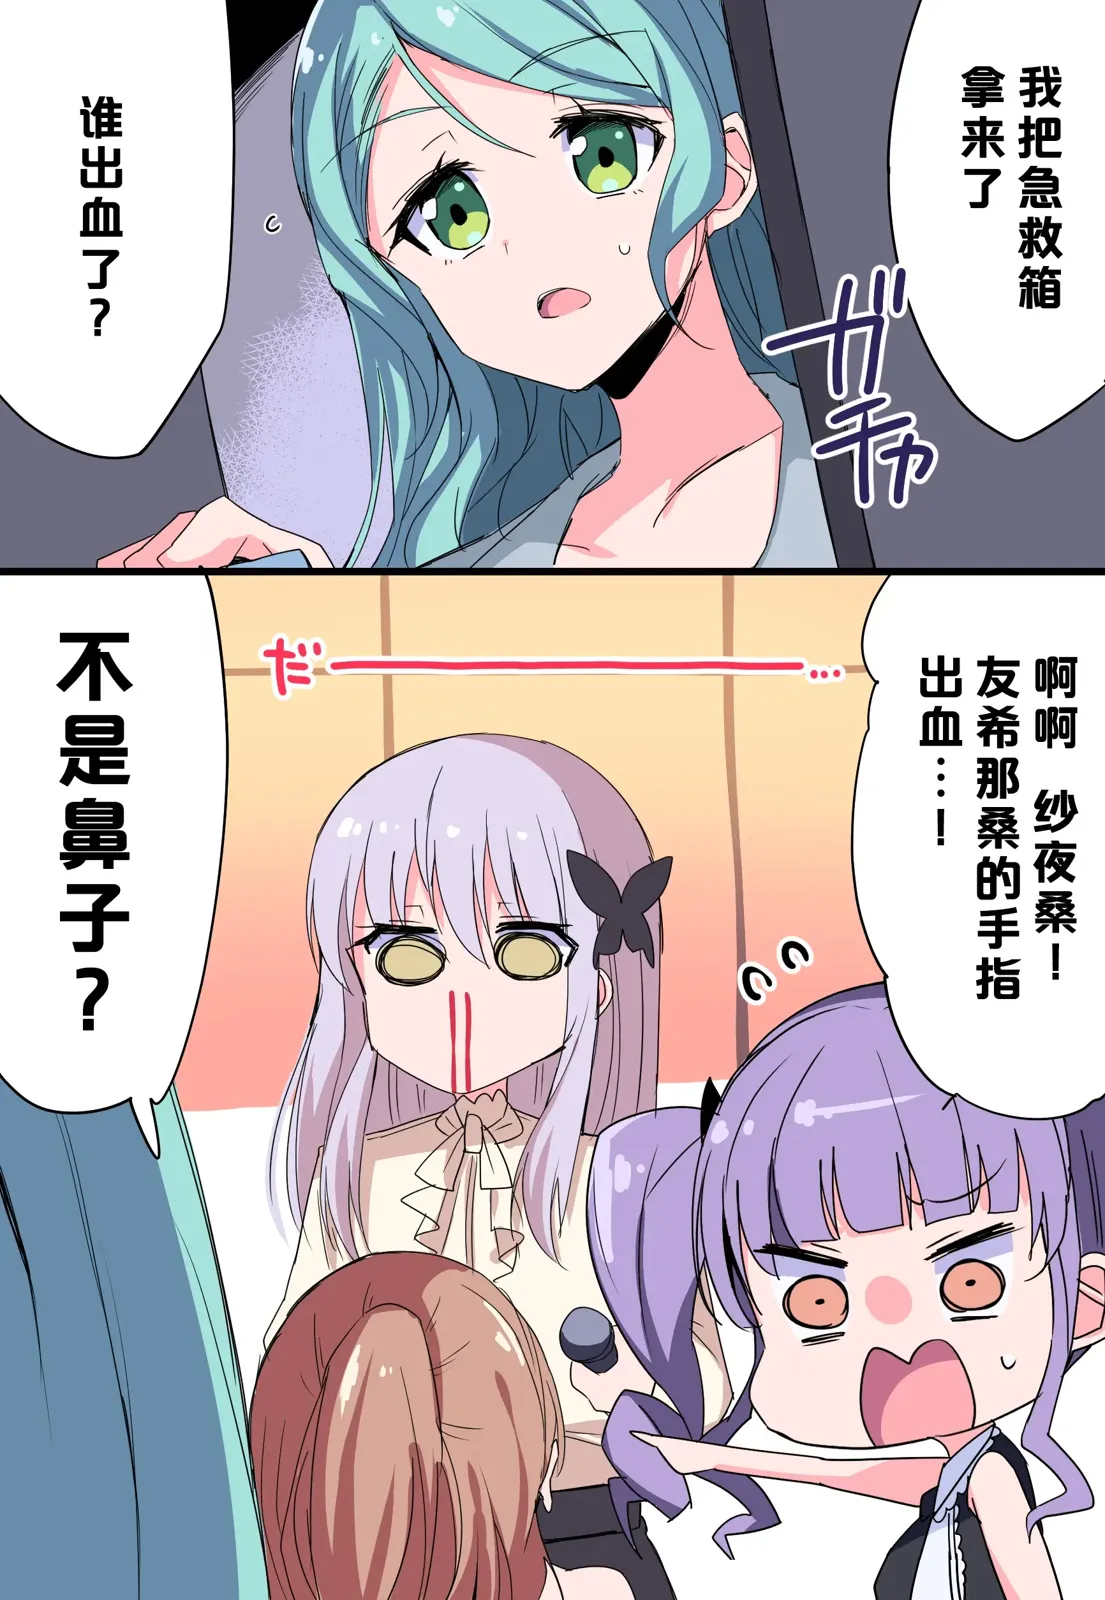 我把急救箱
拿来了
ガチャ
谁出血了？
啊啊 纱夜桑！
友希那桑的手指
出血…！
だ━━━…
不是鼻子？